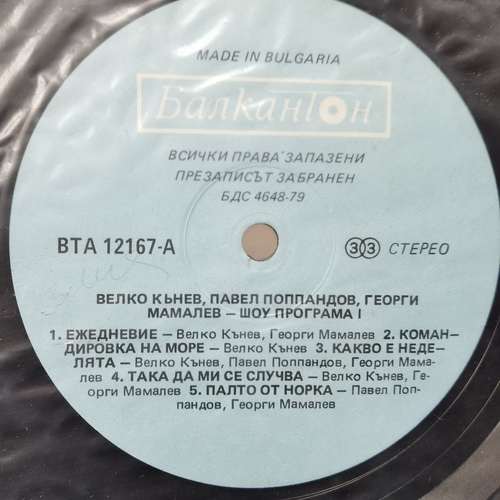 MADE IN BULGARIA
Балкантон
ВСИЧКИ ПРАВА ЗАПАЗЕНИ
ПРЕЗАПИСЪТ ЗАБРАНЕН
БДС 4648-79
ВТА 12167-А
33 СТЕРЕО
ВЕЛКО КЪНЕВ, ПАВЕЛ ПОППАНДОВ, ГЕОРГИ
МАМАЛЕВ — ШОУ ПРОГРАМА I
1. ЕЖЕДНЕВИЕ — Велко Кънев, Георги Мамалев 2. КОМАН-
ДИРОВКА НА МОРЕ — Велко Кънев 3. КАКВО Е НЕДЕ-
ЛЯТА — Велко Кънев, Павел Поппандов, Георги Мама-
лев 4. ТАКА ДА МИ СЕ СЛУЧВА — Велко Кънев, Ге-
орги Мамалев 5. ПАЛТО ОТ НОРКА — Павел Поп-
пандов, Георги Мамалев